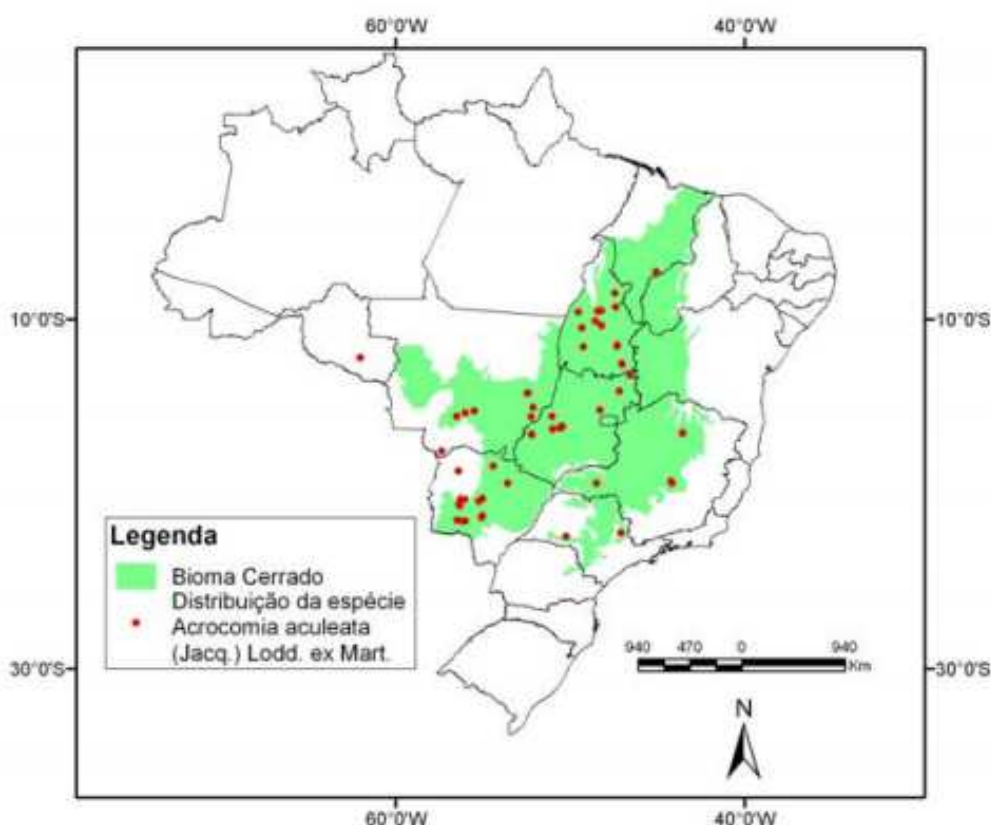 60°0'W 40°0'W
10°0'S 10°0'S
Legenda
Bioma Cerrado
Distribuição da espécie
Acrocomia aculeata
(Jacq.) Lodd. ex Mart.
940 470 0 940
Km
30°0'S 30°0'S
N
60°0'W 40°0'W